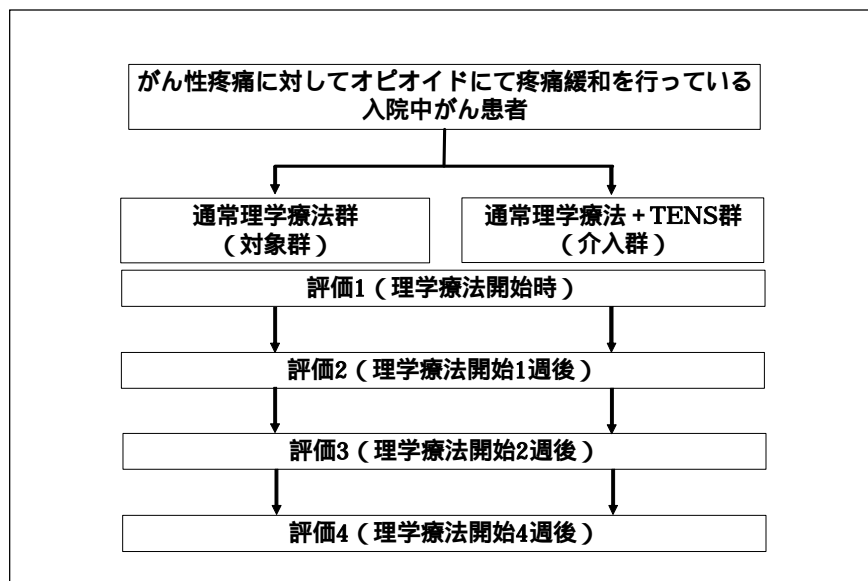 がん性疼痛に対してオピオイドにて疼痛緩和を行っている
入院中がん患者
通常理学療法群
(対象群)
通常理学療法+TENS群
(介入群)
評価1(理学療法開始時)
評価2(理学療法開始1週後)
評価3(理学療法開始2週後)
評価4(理学療法開始4週後)